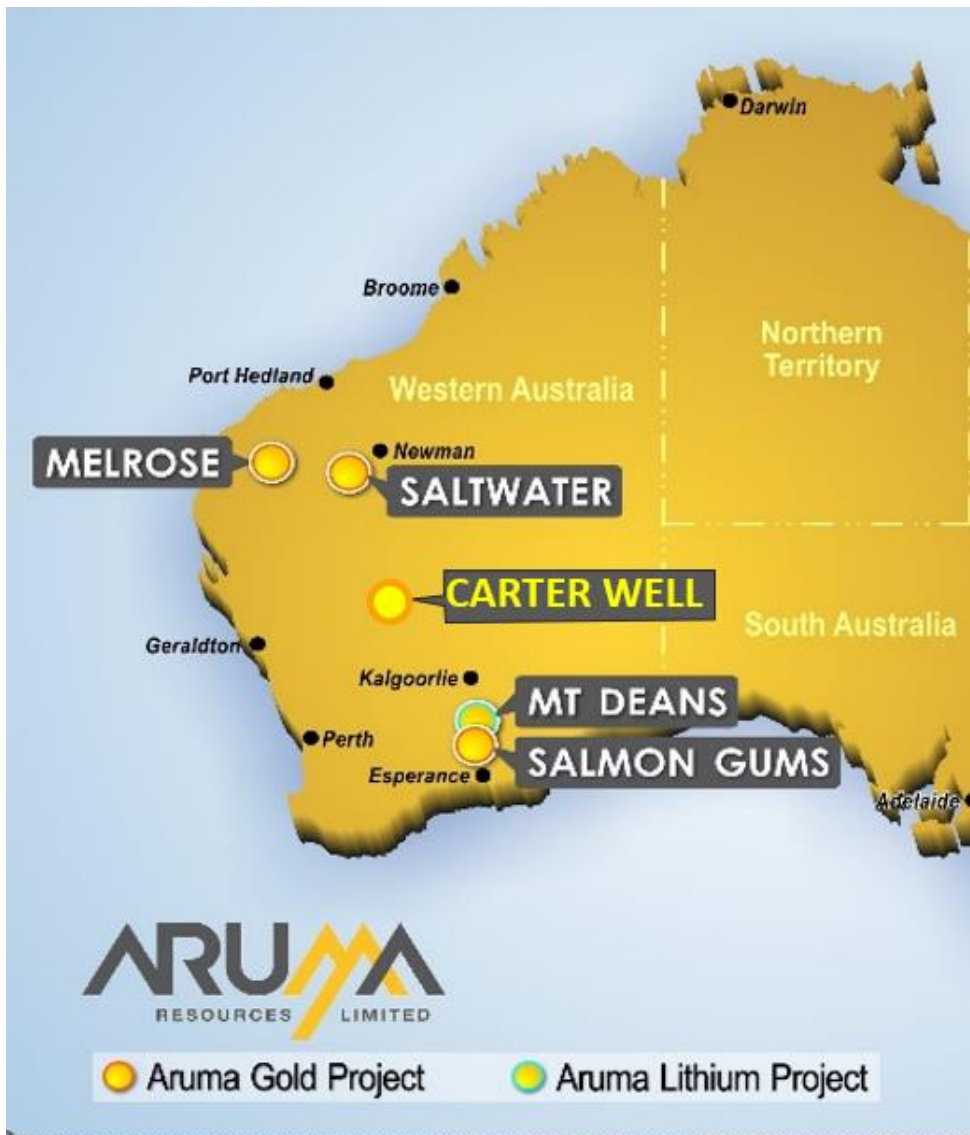 Darwin
Broome
Northern
Territory
Port Hedland
Western Australia
MELROSE
Newman
SALTWATER
CARTER WELL
South Australia
Geraldton
Kalgoorlie
MT DEANS
Perth
SALMON GUMS
Esperance
Adelaide
ARUMA
RESOURCES LIMITED
Aruma Gold Project
Aruma Lithium Project